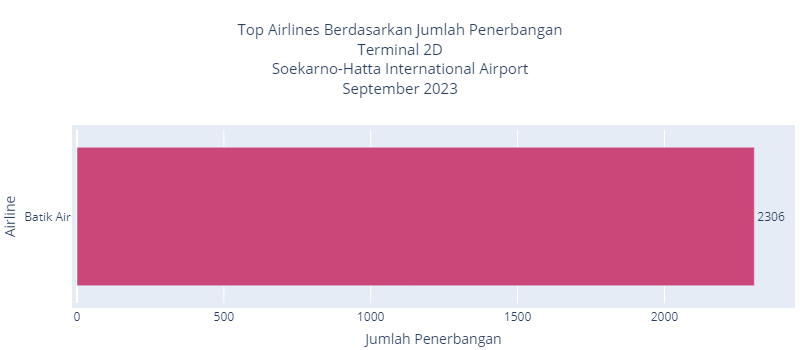 Top Airlines Berdasarkan Jumlah Penerbangan
Terminal 2D
Soekarno-Hatta International Airport
September 2023
Airline
Batik Air
2306
0 500 1000 1500 2000
Jumlah Penerbangan